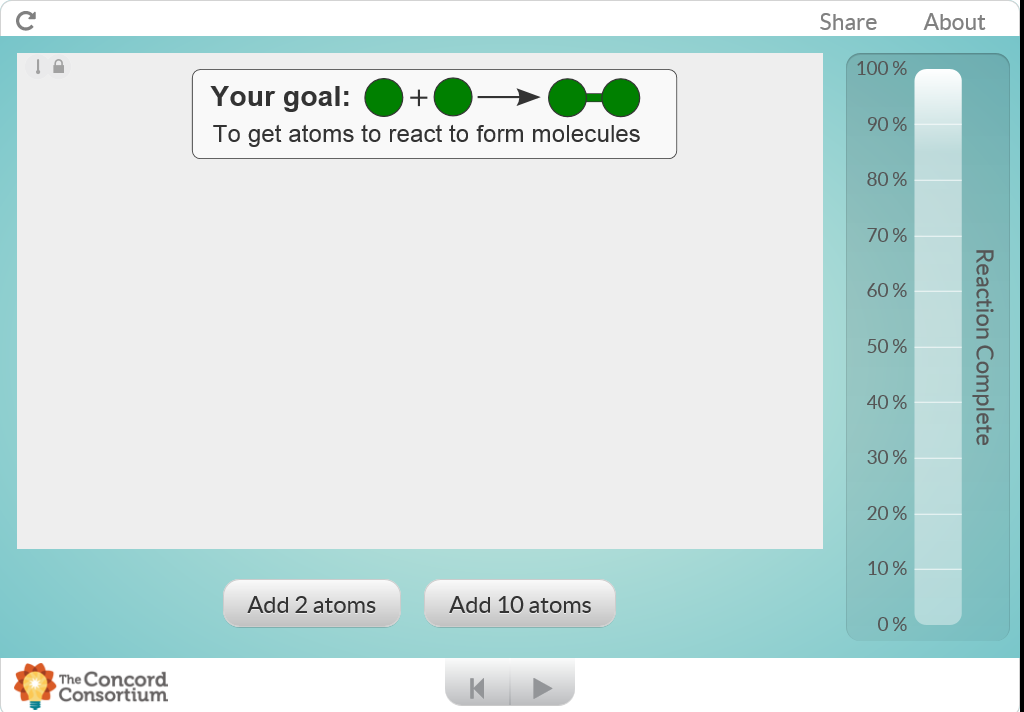 Share About
Your goal: +
To get atoms to react to form molecules
100 %
90 %
80 %
70 %
60 %
50 %
40 %
30 %
20 %
10 %
0 %
Reaction Complete
Add 2 atoms Add 10 atoms
The Concord
Consortium